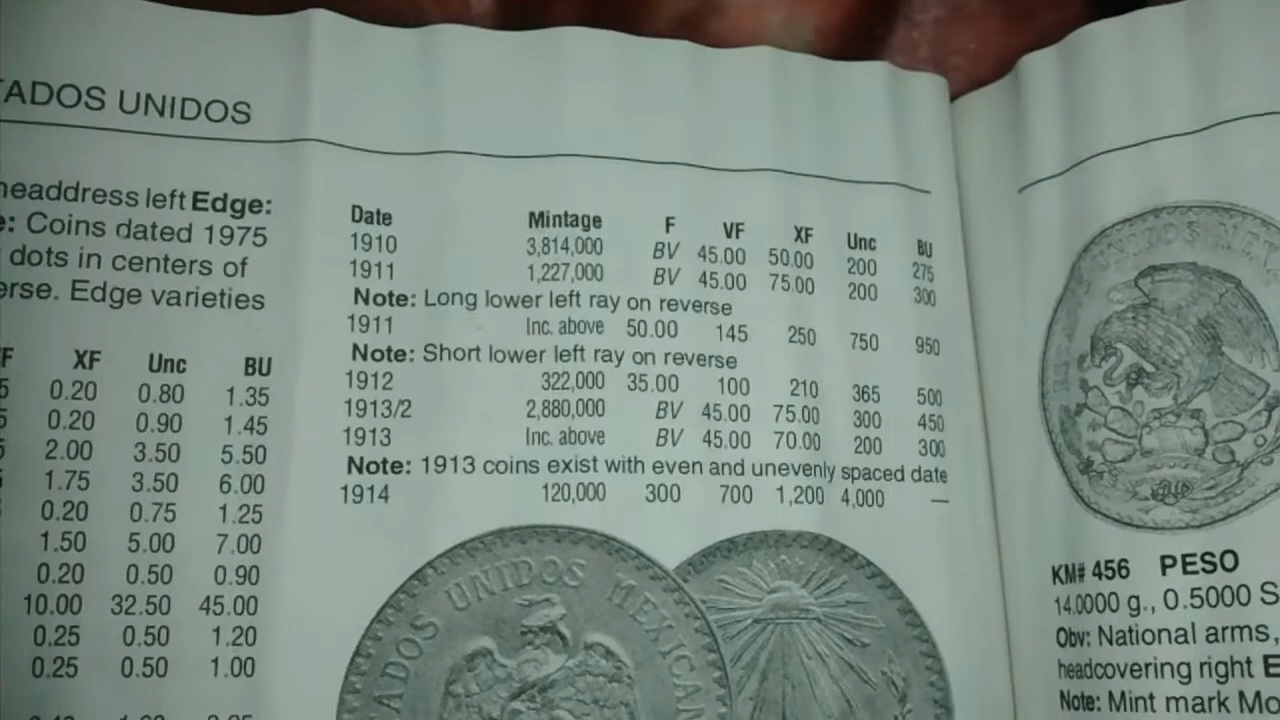 ADOS UNIDOS
headdress left Edge:
e: Coins dated 1975
dots in centers of
erse. Edge varieties
F XF Unc BU
5 0.20 0.80 1.35
5 0.20 0.90 1.45
5 2.00 3.50 5.50
1.75 3.50 6.00
0.20 0.75 1.25
1.50 5.00 7.00
0.20 0.50 0.90
10.00 32.50 45.00
0.25 0.50 1.20
0.25 0.50 1.00
Date Mintage F VF XF Unc BU
1910 3,814,000 BV 45.00 50.00 200 275
1911 1,227,000 BV 45.00 75.00 200 300
Note: Long lower left ray on reverse
1911 Inc. above 50.00 145 250 750 950
Note: Short lower left ray on reverse
1912 322,000 35.00 100 210 365 500
1913/2 2,880,000 BV 45.00 75.00 300 450
1913 Inc. above BV 45.00 70.00 200 300
Note: 1913 coins exist with even and unevenly spaced date
1914 120,000 300 700 1,200 4,000 —
ADOS UNIDOS MEXICAN
KM# 456 PESO
14.0000 g., 0.5000 S
Obv: National arms,
headcovering right E
Note: Mint mark Mo